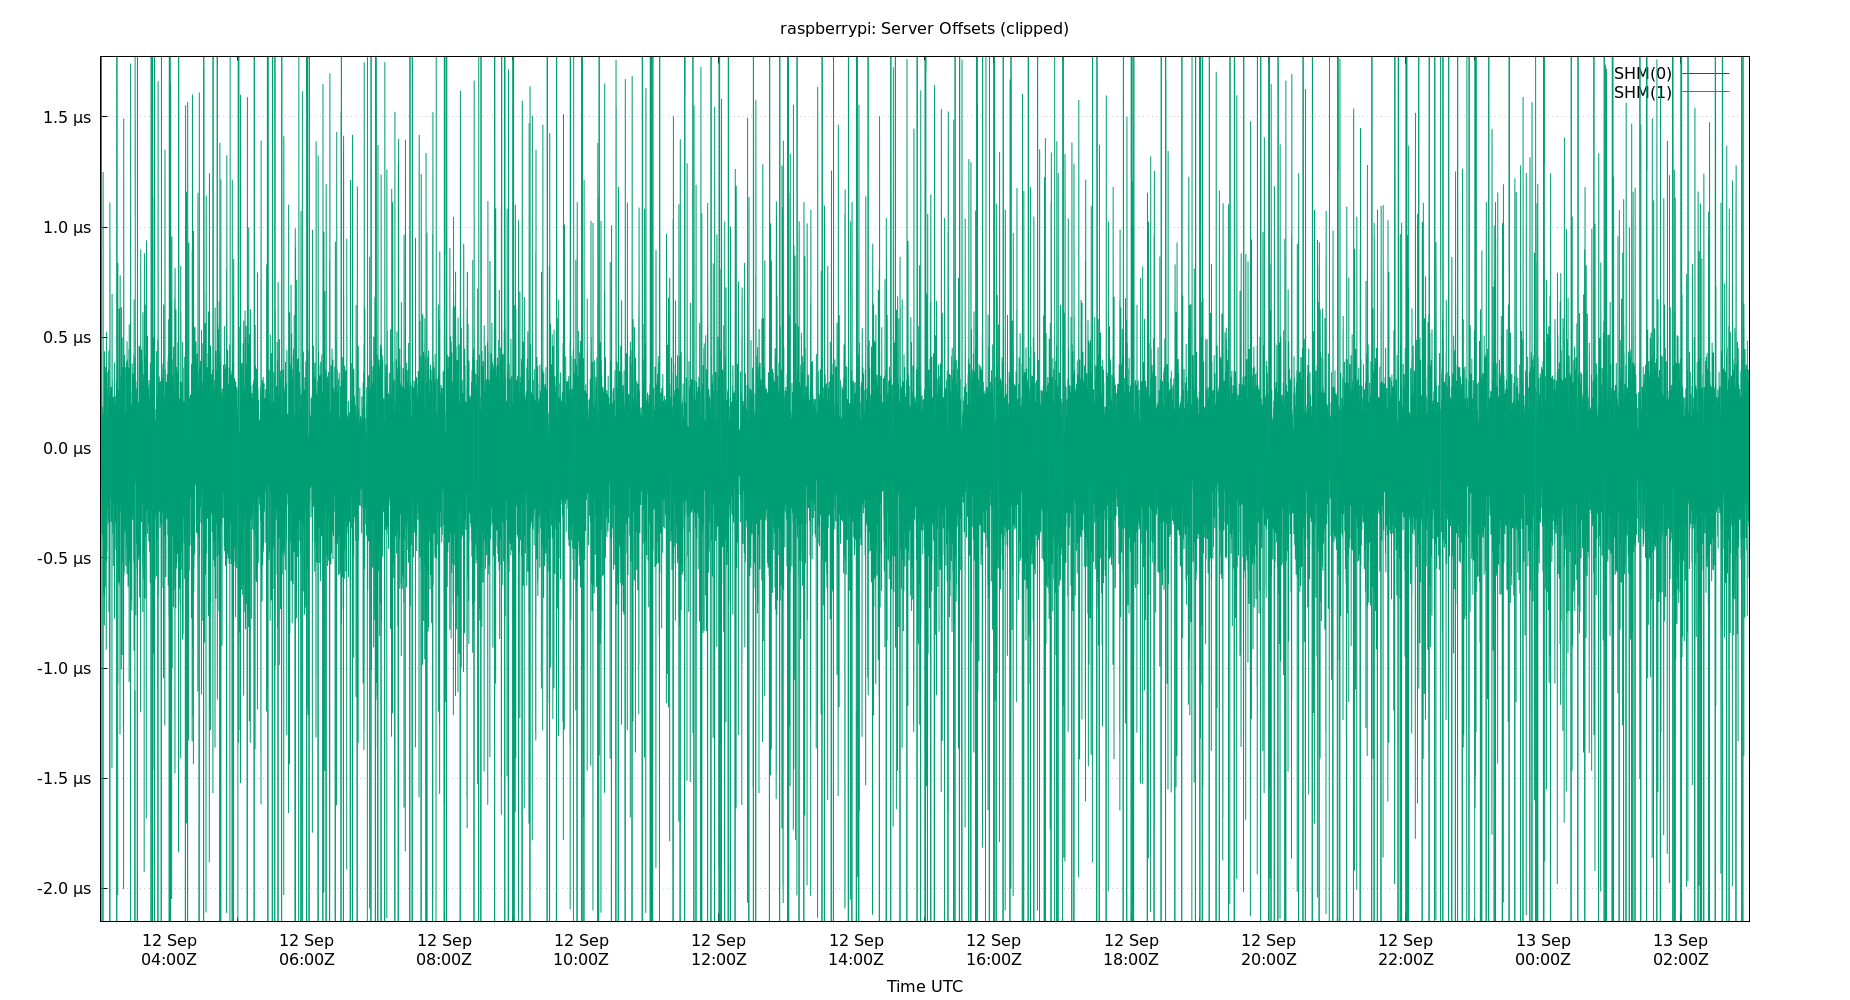 raspberrypi: Server Offsets (clipped)
SHM(0)
SHM(1)
1.5 µs
1.0 µs
0.5 µs
0.0 µs
-0.5 µs
-1.0 µs
-1.5 µs
-2.0 µs
12 Sep 12 Sep 12 Sep 12 Sep 12 Sep 12 Sep 12 Sep 12 Sep 12 Sep 12 Sep 13 Sep 13 Sep
04:00Z 06:00Z 08:00Z 10:00Z 12:00Z 14:00Z 16:00Z 18:00Z 20:00Z 22:00Z 00:00Z 02:00Z
Time UTC